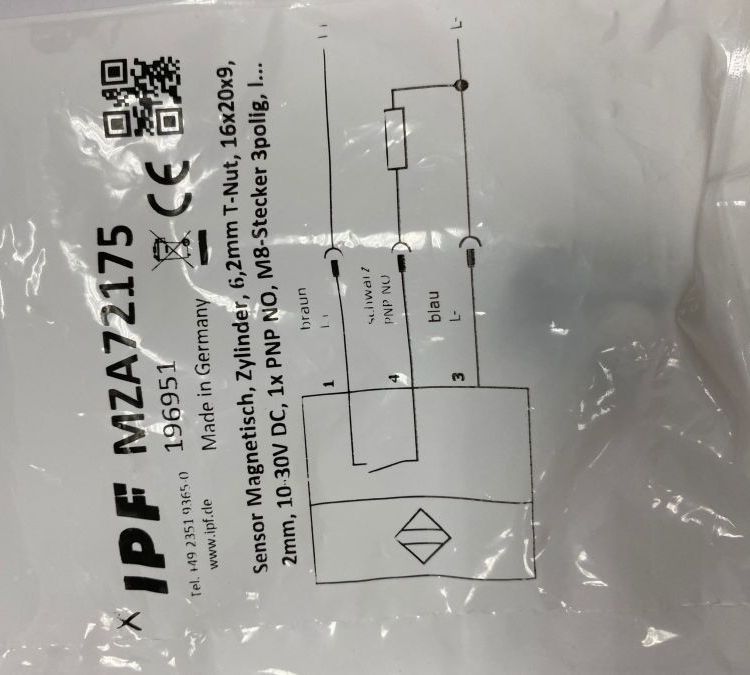 IPF MZA72175
196951
Tel. +49 2351 9365-0
Made in Germany
www.ipf.de
CE
Sensor Magnetisch, Zylinder, 6,2mm T-Nut, 16x20x9,
2mm, 10-30V DC, 1x PNP NO, M8-Stecker 3polig, I...
1
braun
4
schwarz
PNP NO
3
blau
L-
L-